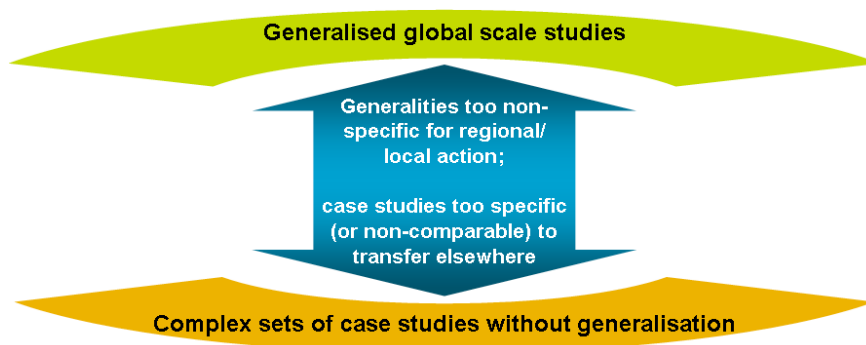 Generalised global scale studies
Generalities too non-
specific for regional/
local action;
case studies too specific
(or non-comparable) to
transfer elsewhere
Complex sets of case studies without generalisation